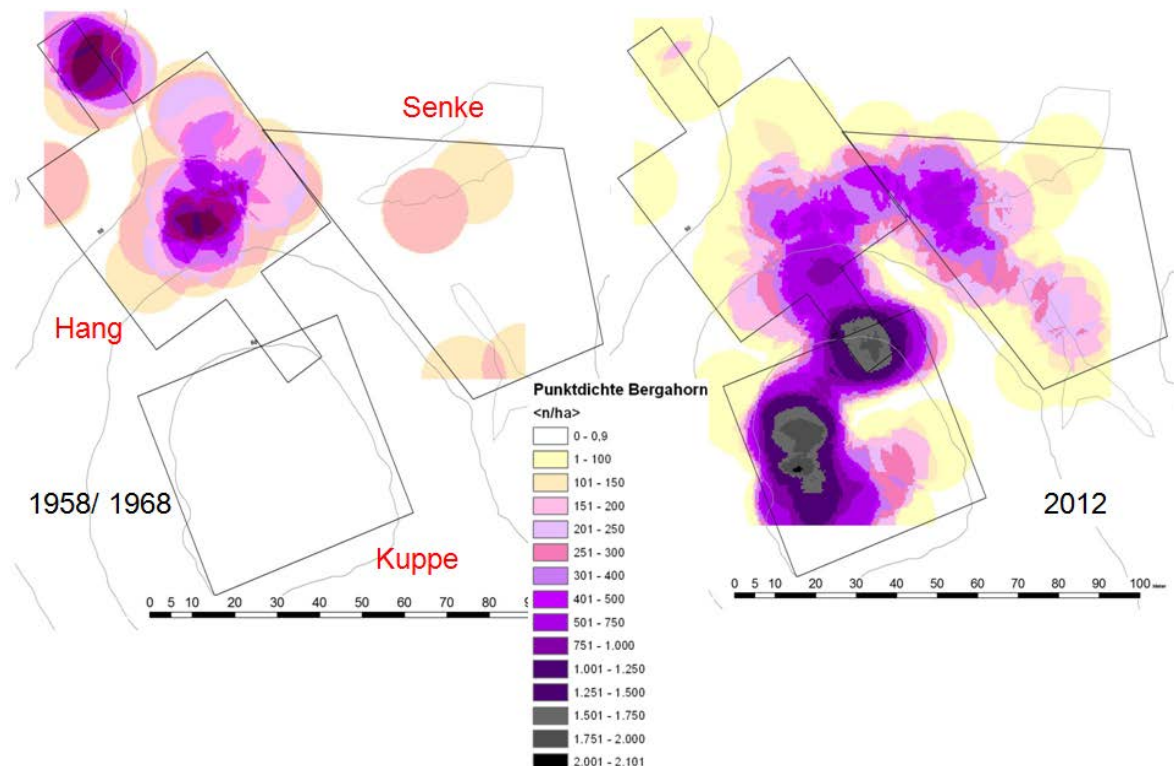 Senke
Hang
1958/ 1968
Kuppe
0 5 10 20 30 40 50 60 70 80
Punktdichte Bergahorn
<n/ha>
0 - 0,9
1 - 100
101 - 150
151 - 200
201 - 250
251 - 300
301 - 400
401 - 500
501 - 750
751 - 1.000
1.001 - 1.250
1.251 - 1.500
1.501 - 1.750
1.751 - 2.000
2.001 - 2.101
2012
0 5 10 20 30 40 50 60 70 80 90 100 Meter